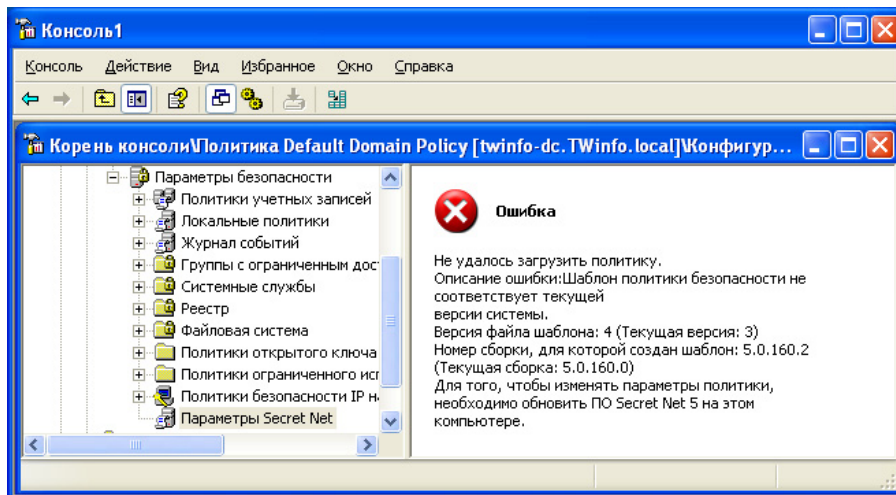 Консоль1
Консоль Действие Вид Избранное Окно Справка
Корень консоли\Политика Default Domain Policy [twinfo-dc.TWinfo.local]\Конфигур...
Параметры безопасности
Политики учетных записей
Локальные политики
Журнал событий
Группы с ограниченным дос
Системные службы
Реестр
Файловая система
Политики открытого ключа
Политики ограниченного исп
Политики безопасности IP н
Параметры Secret Net
Ошибка
Не удалось загрузить политику.
Описание ошибки:Шаблон политики безопасности не
соответствует текущей
версии системы.
Версия файла шаблона: 4 (Текущая версия: 3)
Номер сборки, для которой создан шаблон: 5.0.160.2
(Текущая сборка: 5.0.160.0)
Для того, чтобы изменять параметры политики,
необходимо обновить ПО Secret Net 5 на этом
компьютере.